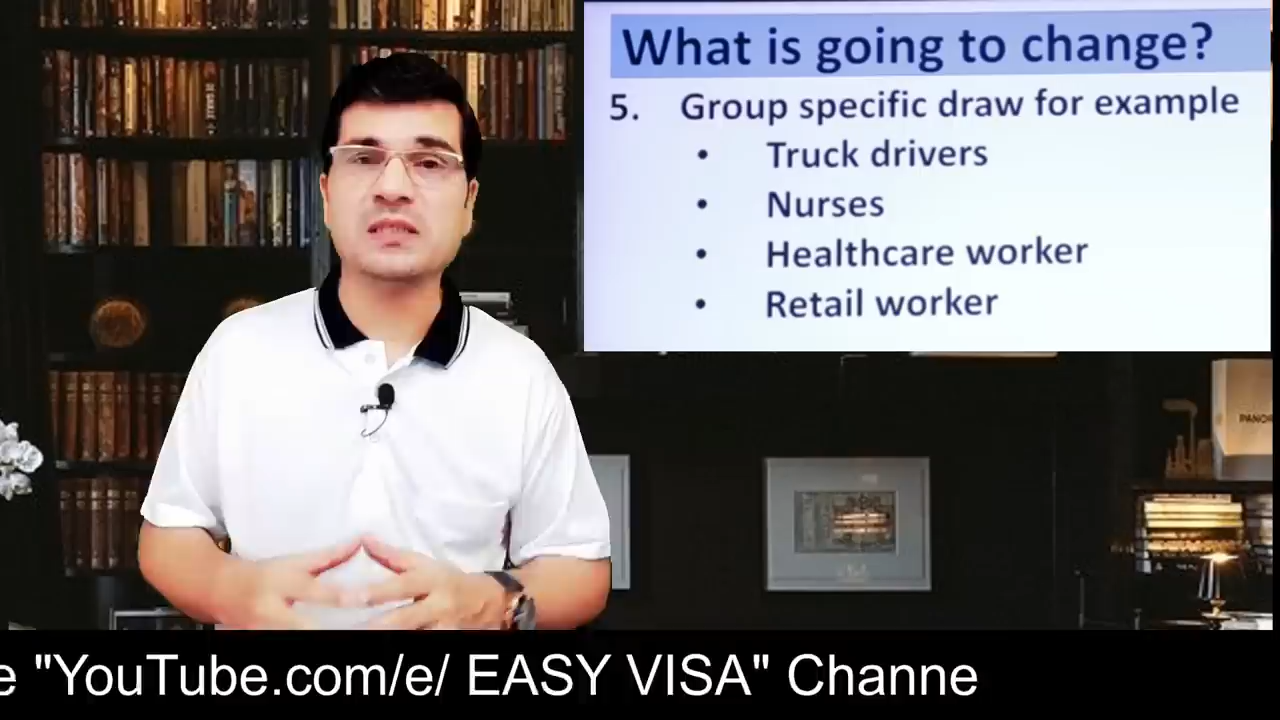 What is going to change?
5. Group specific draw for example
• Truck drivers
• Nurses
• Healthcare worker
• Retail worker
PANOR
e "YouTube.com/e/ EASY VISA" Channe